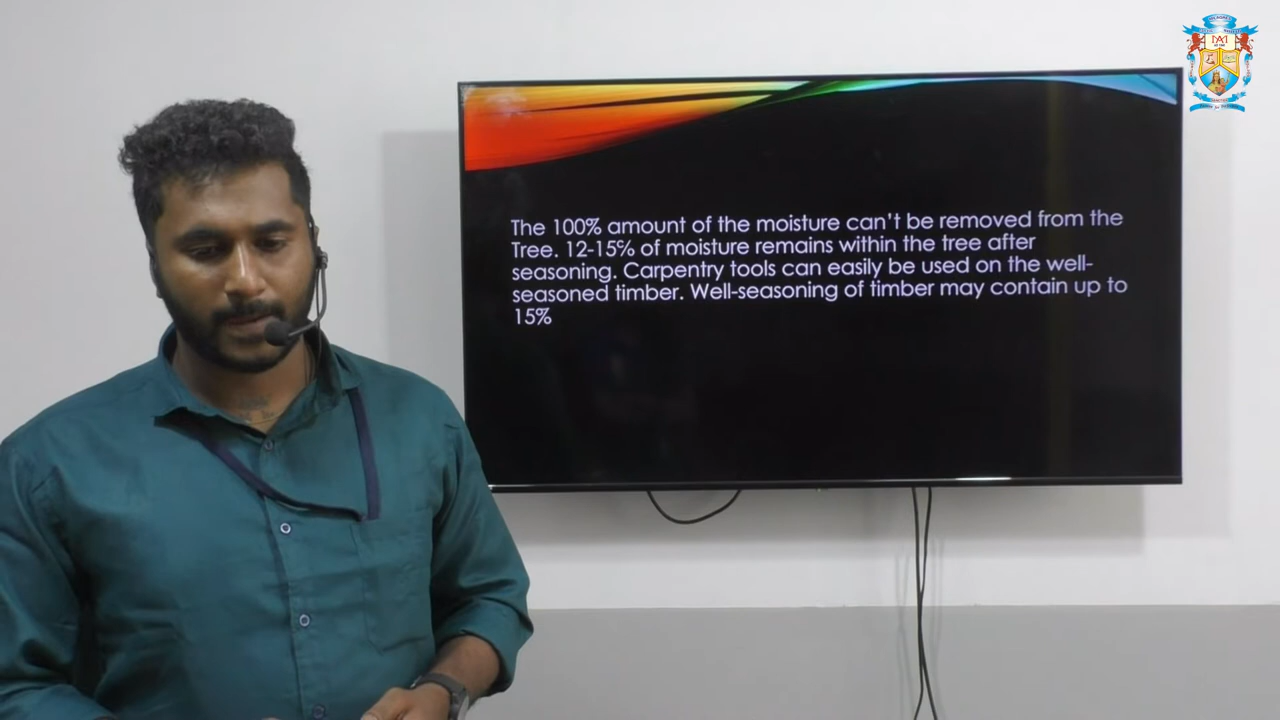 The 100% amount of the moisture can't be removed from the
Tree. 12-15% of moisture remains within the tree after
seasoning. Carpentry tools can easily be used on the well-
seasoned timber. Well-seasoning of timber may contain up to
15%